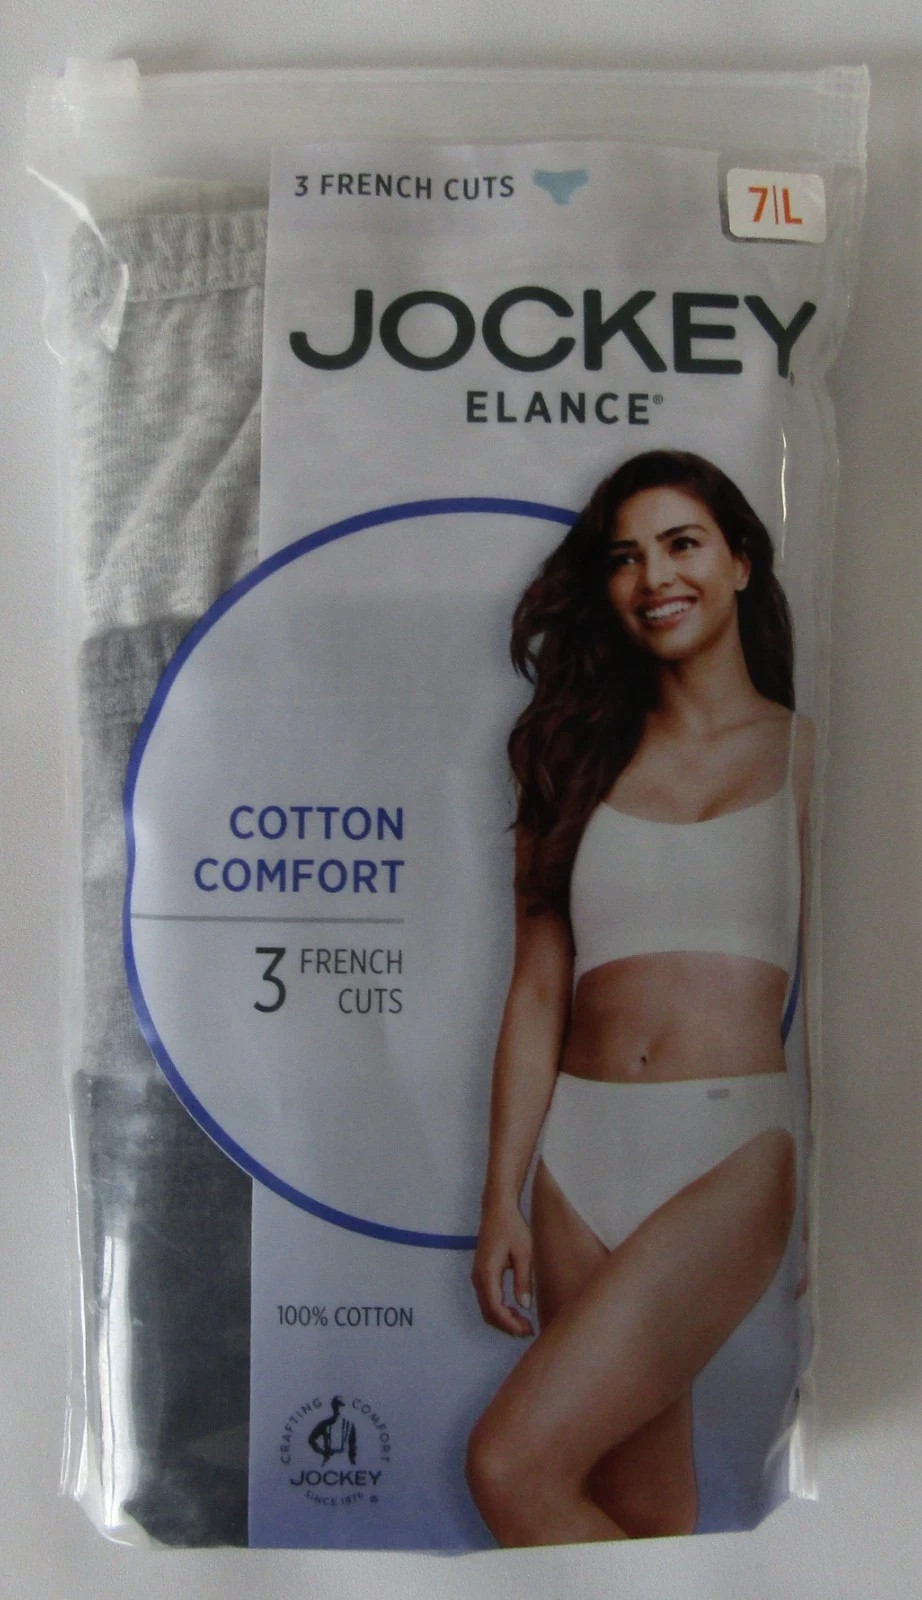 3 FRENCH CUTS
7|L
JOCKEY
ELANCE®
COTTON
COMFORT
3 FRENCH
CUTS
100% COTTON
CRAFTING COMFORT
JOCKEY
SINCE 1876 ®